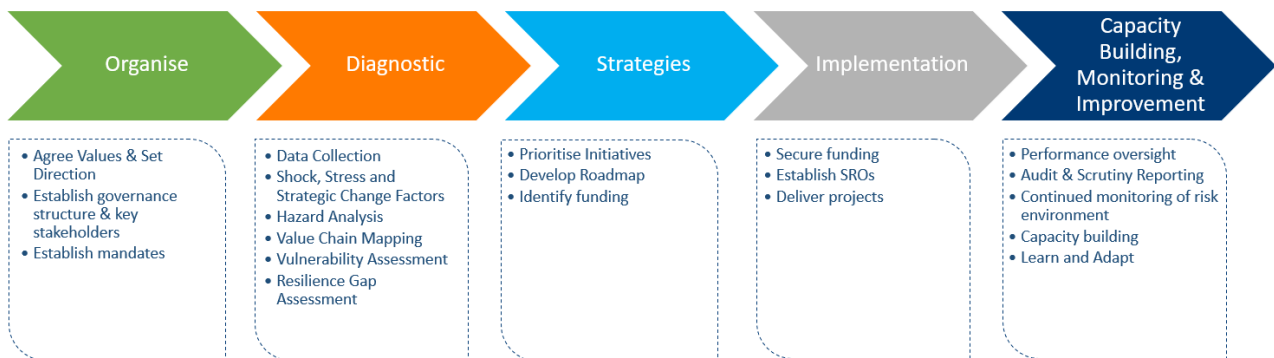 Organise
Diagnostic
Strategies
Implementation
Capacity
Building,
Monitoring &
Improvement
• Agree Values & Set
Direction
• Establish governance
structure & key
stakeholders
• Establish mandates
• Data Collection
• Shock, Stress and
Strategic Change Factors
• Hazard Analysis
• Value Chain Mapping
• Vulnerability Assessment
• Resilience Gap
Assessment
• Prioritise Initiatives
• Develop Roadmap
• Identify funding
• Secure funding
• Establish SROs
• Deliver projects
• Performance oversight
• Audit & Scrutiny Reporting
• Continued monitoring of risk
environment
• Capacity building
• Learn and Adapt